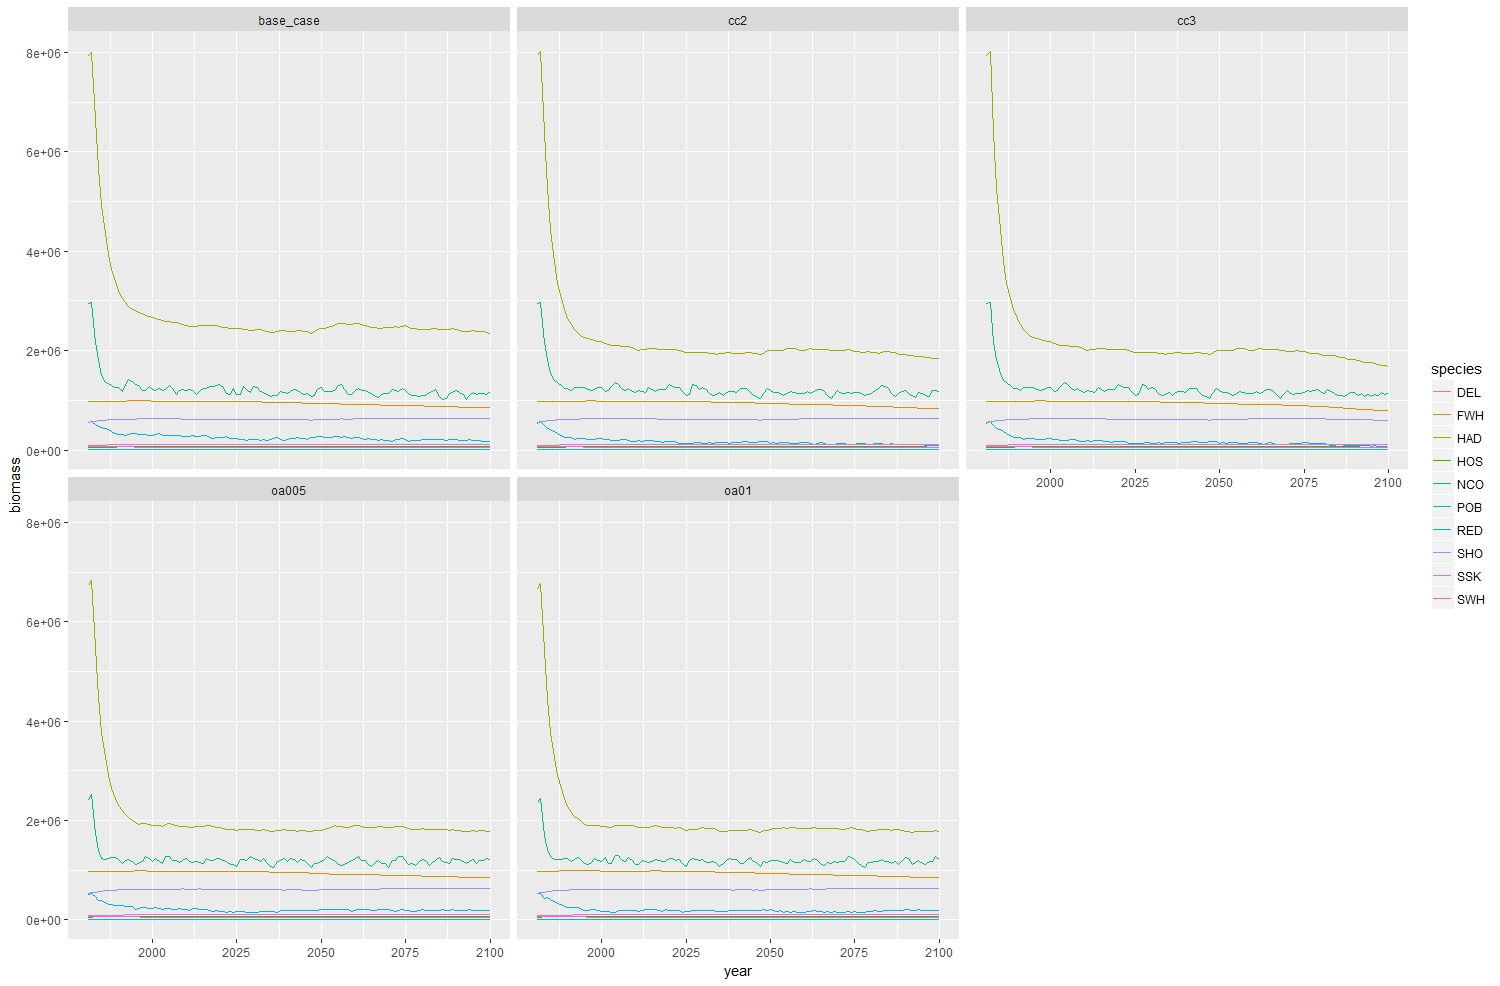 base_case cc2 cc3
8e+06
6e+06
4e+06
2e+06
0e+00
2000 2025 2050 2075 2100
oa005 oa01
8e+06
6e+06
4e+06
2e+06
0e+00
2000 2025 2050 2075 2100 2000 2025 2050 2075 2100
year
biomass
species
DEL
FWH
HAD
HOS
NCO
POB
RED
SHO
SSK
SWH